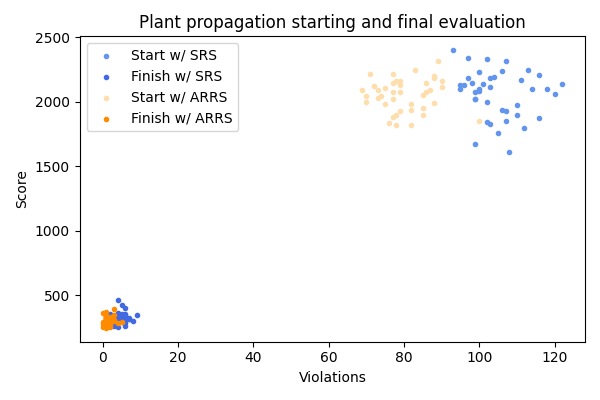 Plant propagation starting and final evaluation
Start w/ SRS
Finish w/ SRS
Start w/ ARRS
Finish w/ ARRS
Score
2500
2000
1500
1000
500
0 20 40 60 80 100 120
Violations